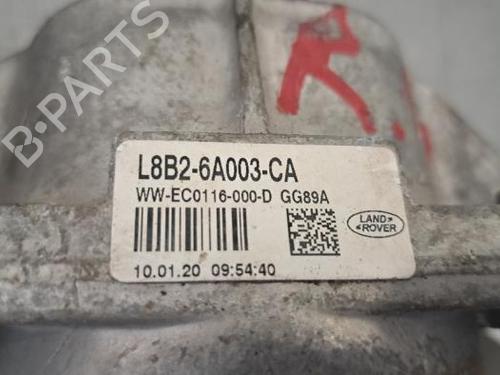 B-PARTS
R.
L8B2-6A003-CA
WW-EC0116-000-D GG89A
LAND
ROVER
10.01.20 09:54:40